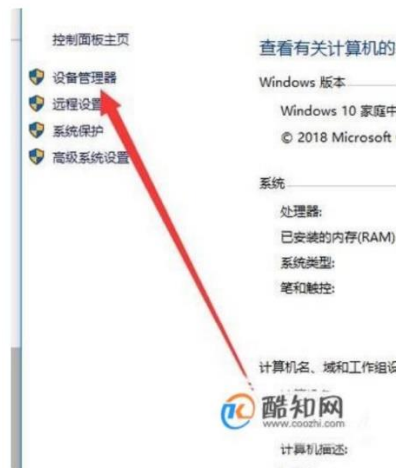 控制面板主页
设备管理器
远程设置
系统保护
高级系统设置
查看有关计算机的
Windows 版本
Windows 10 家庭中
© 2018 Microsoft
系统
处理器:
已安装的内存(RAM)
系统类型:
笔和触控:
计算机名、域和工作组设
酷知网
www.coozhi.com
计算机描述: